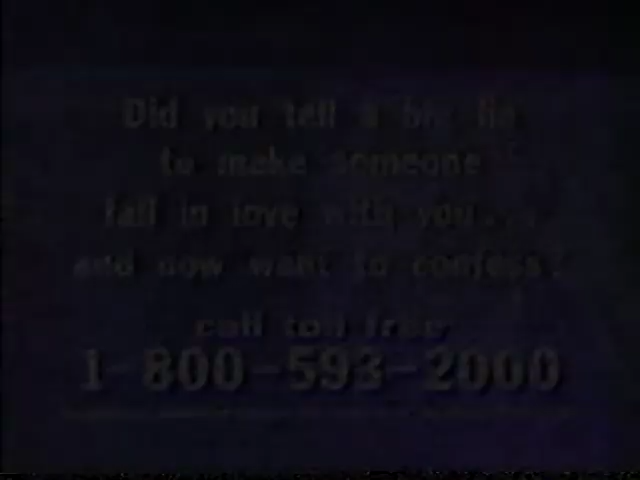 Did you tell a big lie
to make someone
fall in love with you...
and now want to confess?
call toll free
1-800-593-2000